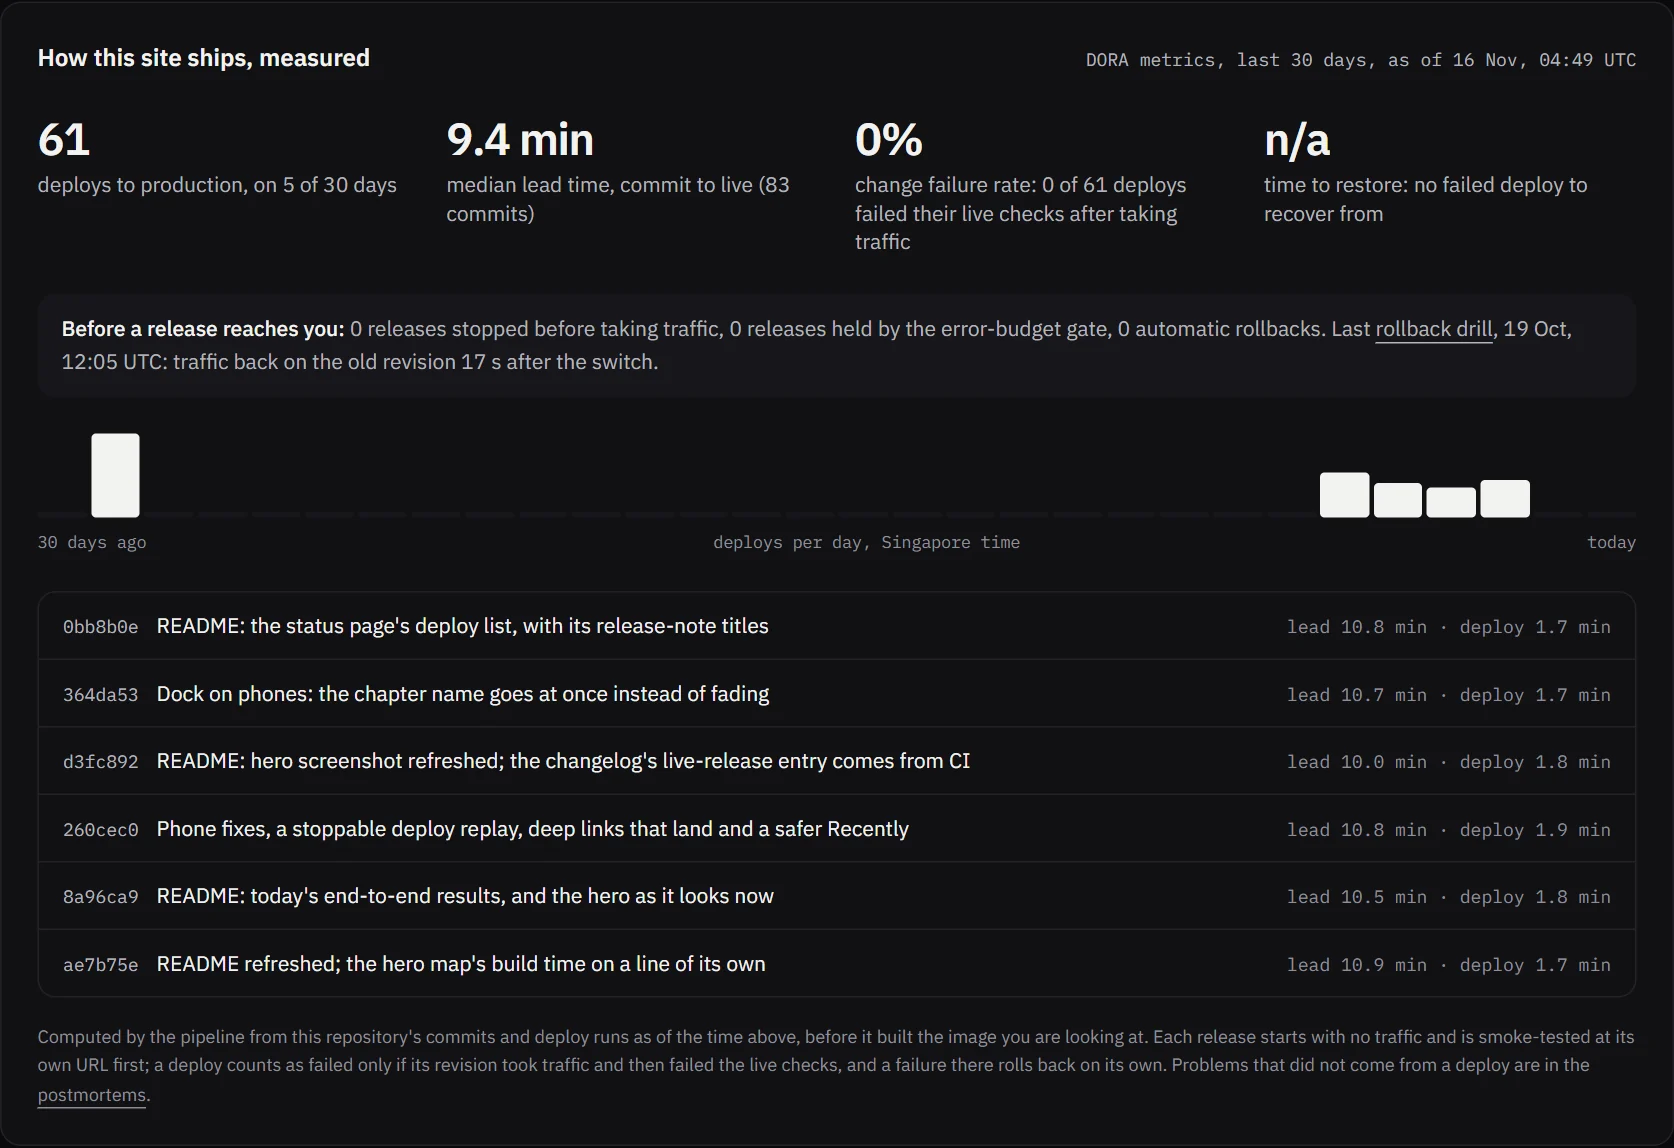 How this site ships, measured
DORA metrics, last 30 days, as of 16 Nov, 04:49 UTC
61
deploys to production, on 5 of 30 days
9.4 min
median lead time, commit to live (83
commits)
0%
change failure rate: 0 of 61 deploys
failed their live checks after taking
traffic
n/a
time to restore: no failed deploy to
recover from
Before a release reaches you: 0 releases stopped before taking traffic, 0 releases held by the error-budget gate, 0 automatic rollbacks. Last rollback drill, 19 Oct,
12:05 UTC: traffic back on the old revision 17 s after the switch.
30 days ago
deploys per day, Singapore time
today
0bb8b0e README: the status page's deploy list, with its release-note titles lead 10.8 min · deploy 1.7 min
364da53 Dock on phones: the chapter name goes at once instead of fading lead 10.7 min · deploy 1.7 min
d3fc892 README: hero screenshot refreshed; the changelog's live-release entry comes from CI lead 10.0 min · deploy 1.8 min
260cec0 Phone fixes, a stoppable deploy replay, deep links that land and a safer Recently lead 10.8 min · deploy 1.9 min
8a96ca9 README: today's end-to-end results, and the hero as it looks now lead 10.5 min · deploy 1.8 min
ae7b75e README refreshed; the hero map's build time on a line of its own lead 10.9 min · deploy 1.7 min
Computed by the pipeline from this repository's commits and deploy runs as of the time above, before it built the image you are looking at. Each release starts with no traffic and is smoke-tested at its
own URL first; a deploy counts as failed only if its revision took traffic and then failed the live checks, and a failure there rolls back on its own. Problems that did not come from a deploy are in the
postmortems.